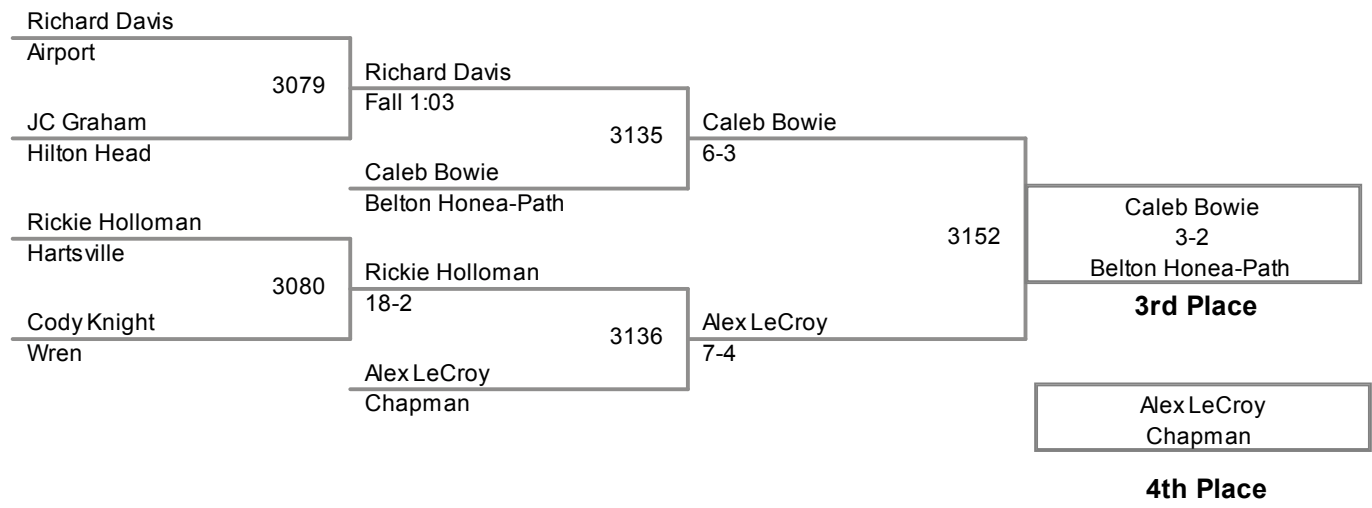 Richard Davis
Airport
3079
JC Graham
Hilton Head
Richard Davis
Fall 1:03
3135
Caleb Bowie
Belton Honea-Path
Caleb Bowie
6-3
Rickie Holloman
Hartsville
3080
Cody Knight
Wren
Rickie Holloman
18-2
3136
Alex LeCroy
Chapman
Alex LeCroy
7-4
3152
Caleb Bowie
3-2
Belton Honea-Path
3rd Place
Alex LeCroy
Chapman
4th Place